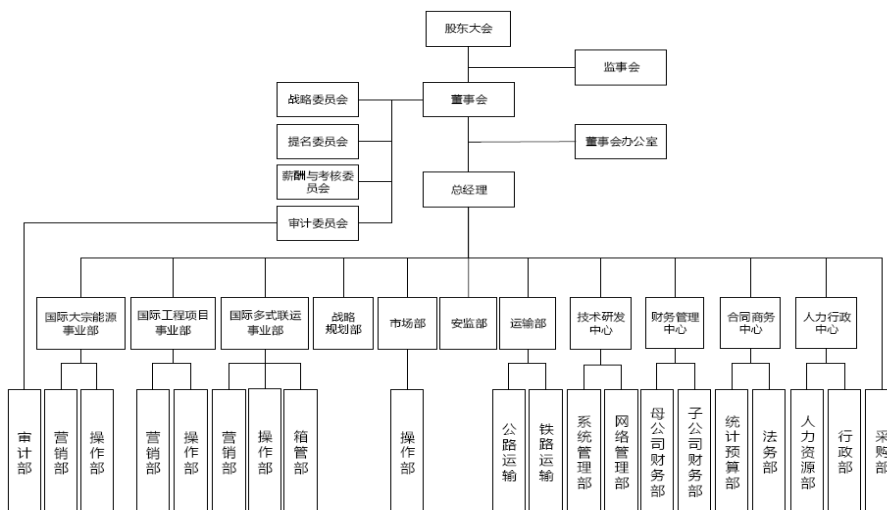 股东大会
监事会
战略委员会
董事会
提名委员会
董事会办公室
薪酬与考核委
员会
总经理
审计委员会
国际大宗能源
事业部
国际工程项目
事业部
国际多式联运
事业部
战略
规划部
市场部
安监部
运输部
技术研发
中心
财务管理
中心
合同商务
中心
人力行政
中心
审计部
营销部
操作部
营销部
操作部
营销部
操作部
箱管部
操作部
公路运输
铁路运输
系统管理部
网络管理部
母公司财务部
子公司财务部
统计预算部
法务部
人力资源部
行政部
采购部